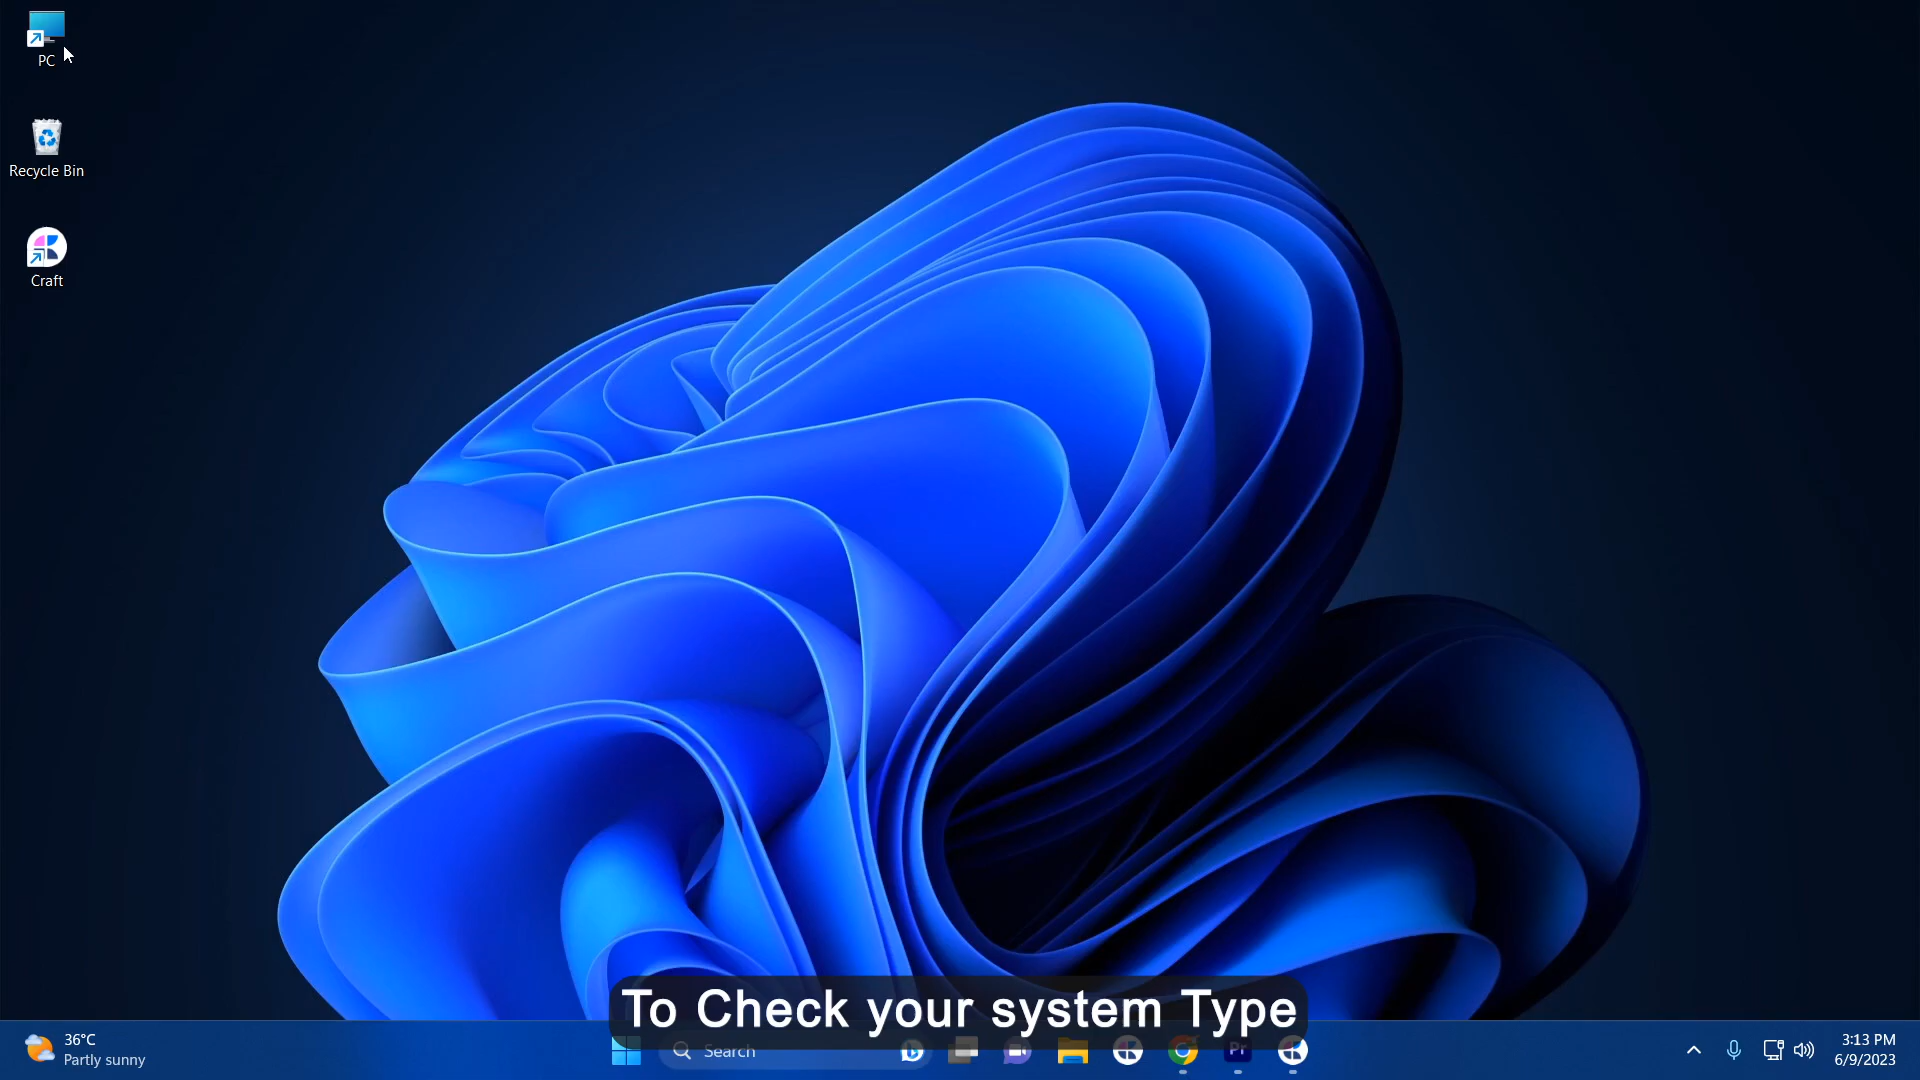 PC
Recycle Bin
Craft
To Check your system Type
36°C
Partly sunny
Search
Pr
3:13 PM
6/9/2023